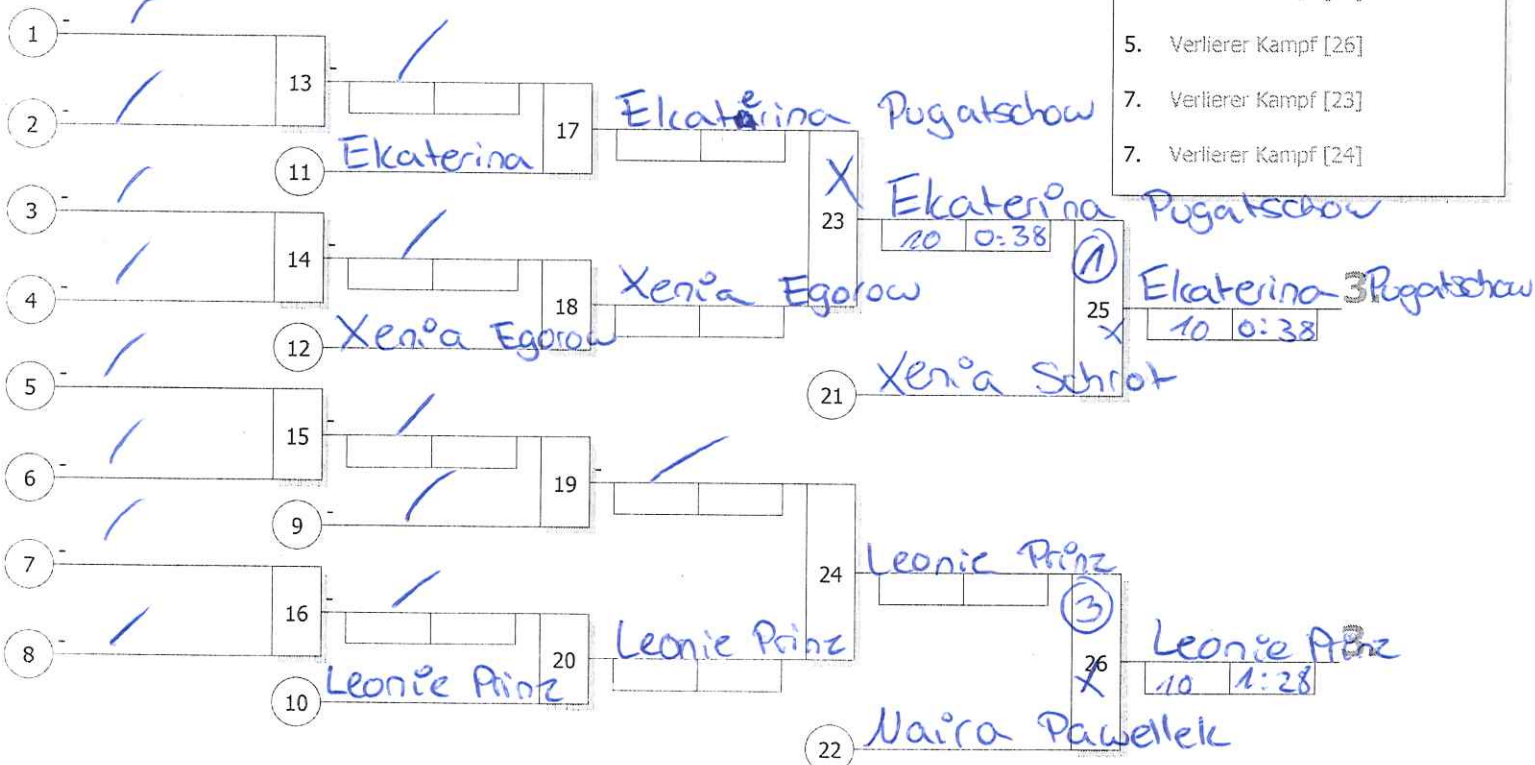 5. Verlierer Kampf [26]
7. Verlierer Kampf [23]
7. Verlierer Kampf [24]
1 -
2 -
13 -
11 Ekaterina
17 Ekaterina Pugatschow
3 -
4 -
14 -
12 Xenia Egorow
18 Xenia Egorow
X
23 Ekaterina Pugatschow
10 0:38
21 Xenia Schrot
1
25 Ekaterina Pugatschow 3.
X
10 0:38
5 -
6 -
15 -
9 -
19 -
7 -
8 -
16 -
10 Leonie Prinz
20 Leonie Prinz
24 Leonie Prinz
22 Naira Pawellek
3
26 Leonie Prinz 3.
X
10 1:28